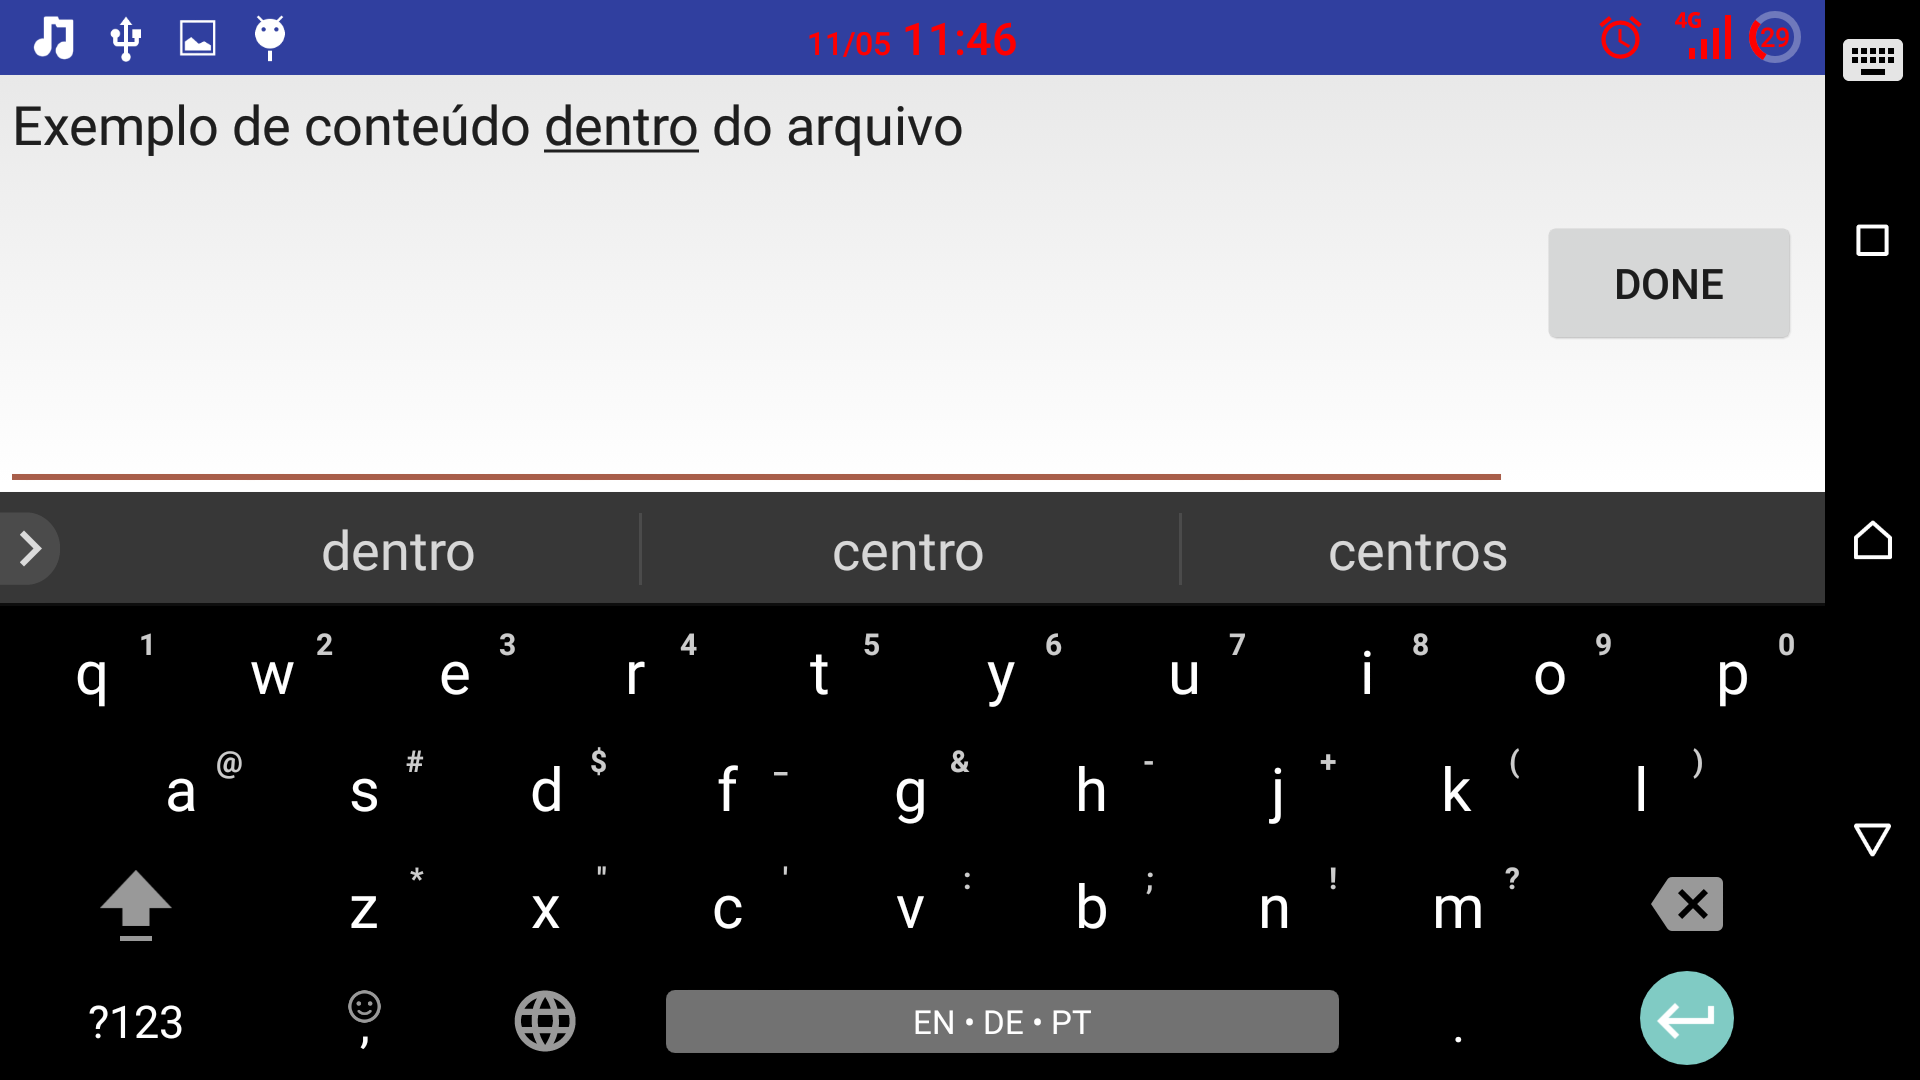 11/05 11:46 4G 29
Exemplo de conteúdo dentro do arquivo
DONE
dentro centro centros
q 1 w 2 e 3 r 4 t 5 y 6 u 7 i 8 o 9 p 0
a @ s # d $ f _ g & h - j + k ( l )
z * x " c ' v : b ; n ! m ?
?123 , EN • DE • PT .